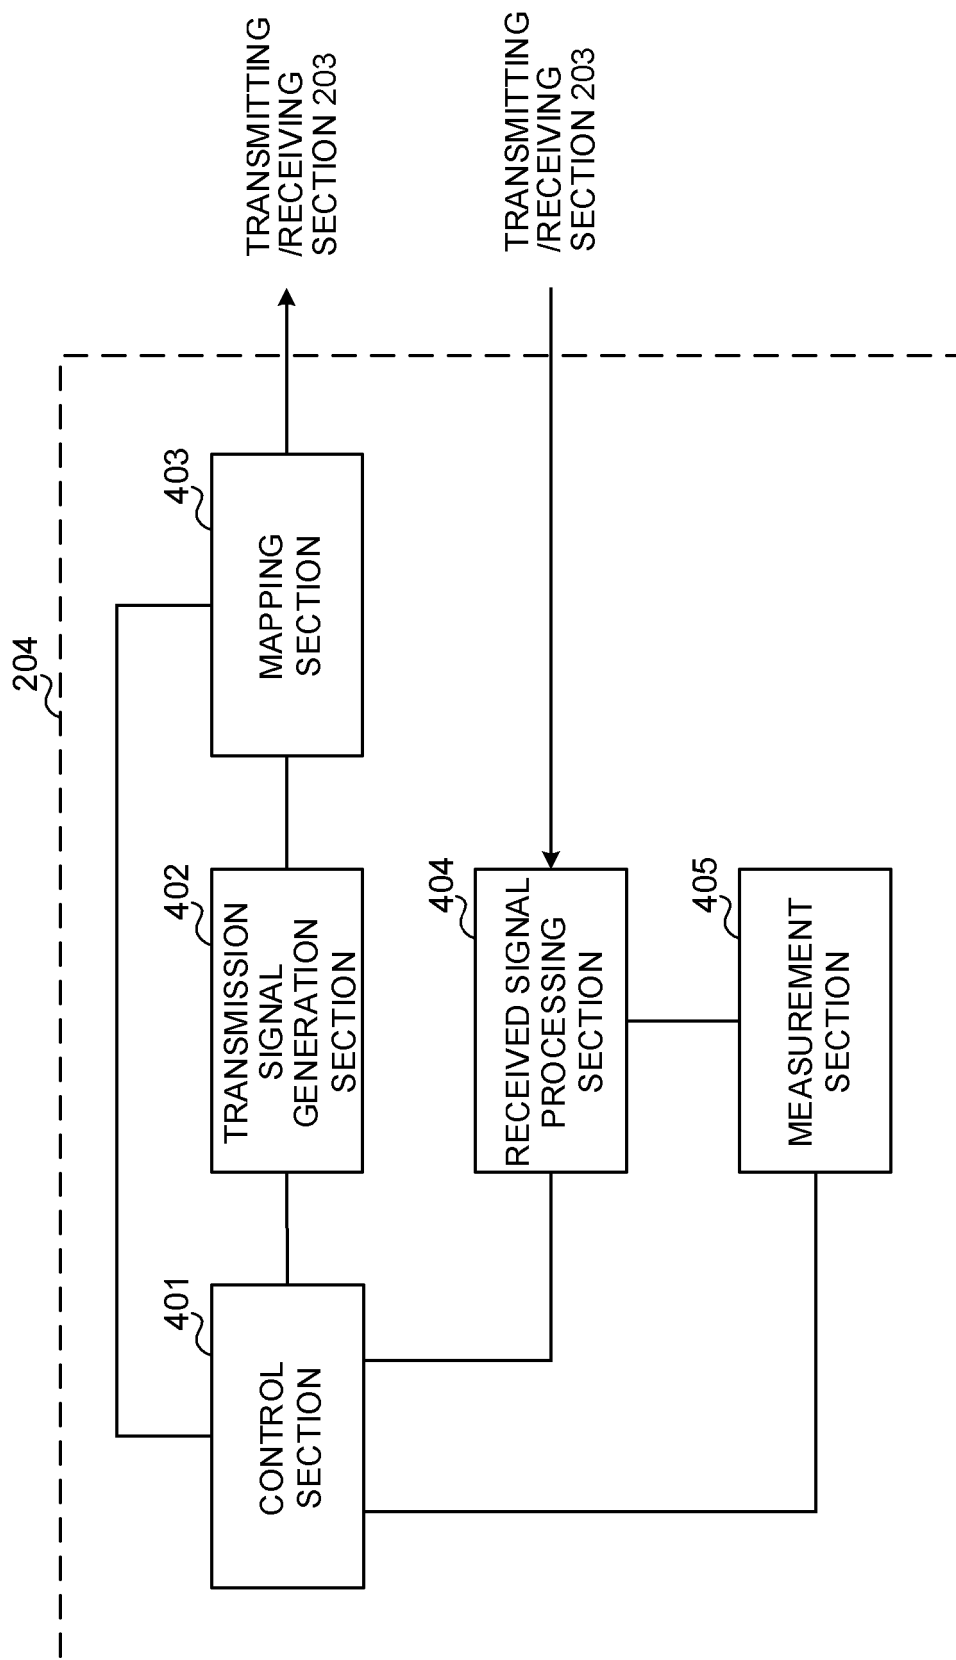 204
401
CONTROL
SECTION
402
TRANSMISSION
SIGNAL
GENERATION
SECTION
403
MAPPING
SECTION
TRANSMITTING
/RECEIVING
SECTION 203
404
RECEIVED SIGNAL
PROCESSING
SECTION
TRANSMITTING
/RECEIVING
SECTION 203
405
MEASUREMENT
SECTION